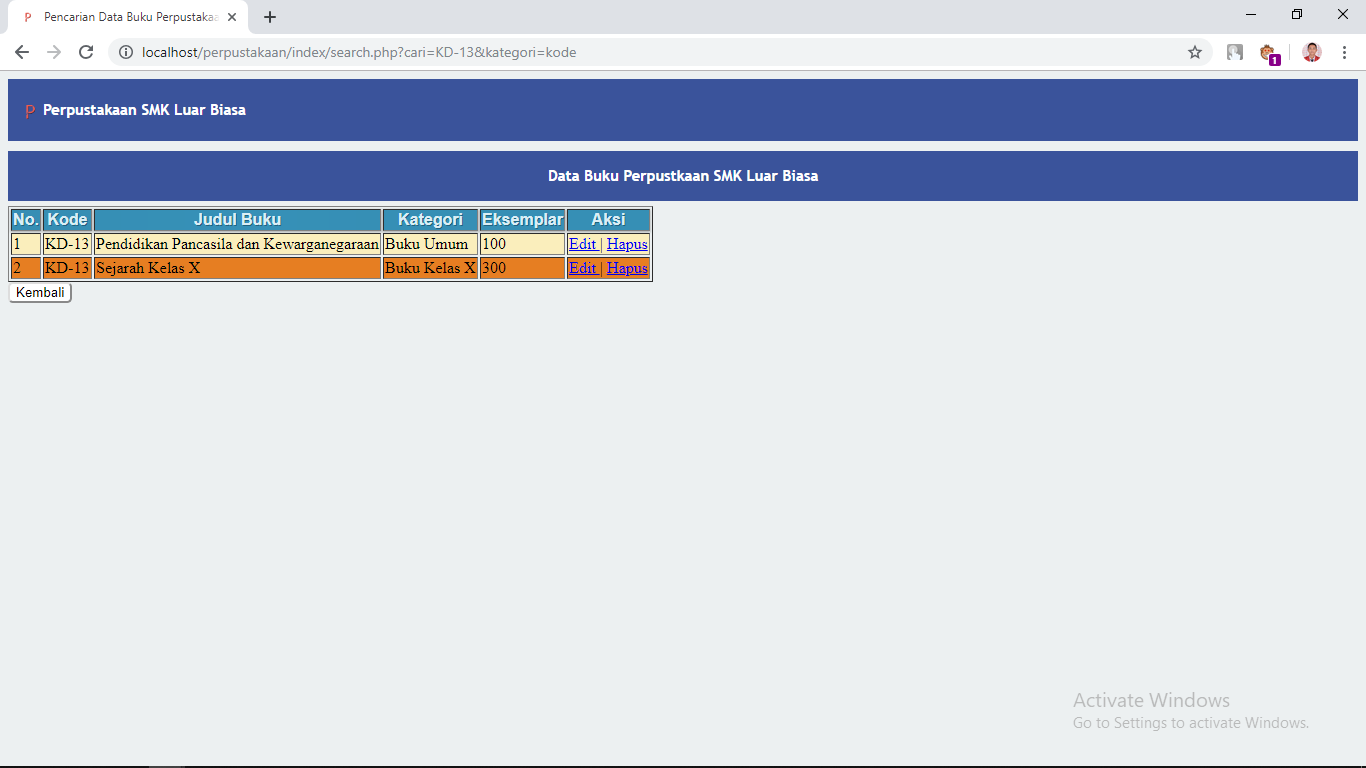 Pencarian Data Buku Perpustakaa
localhost/perpustakaan/index/search.php?cari=KD-13&kategori=kode
1
P Perpustakaan SMK Luar Biasa
Data Buku Perpustkaan SMK Luar Biasa
No. Kode Judul Buku Kategori Eksemplar Aksi
1 KD-13 Pendidikan Pancasila dan Kewarganegaraan Buku Umum 100 Edit | Hapus
2 KD-13 Sejarah Kelas X Buku Kelas X 300 Edit | Hapus
Kembali
Activate Windows
Go to Settings to activate Windows.